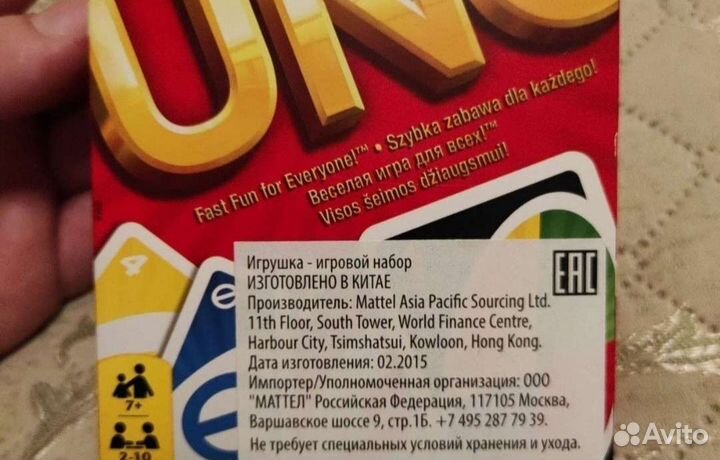 UNO
Fast Fun for Everyone!™ • Szybka zabawa dla każdego!
Веселая игра для всех!™
Visos šeimos džiaugsmui!
4
e
Игрушка - игровой набор
ИЗГОТОВЛЕНО В КИТАЕ
EAC
Производитель: Mattel Asia Pacific Sourcing Ltd.
11th Floor, South Tower, World Finance Centre,
Harbour City, Tsimshatsui, Kowloon, Hong Kong.
Дата изготовления: 02.2015
Импортер/Уполномоченная организация: ООО
"МАТТЕЛ" Российская Федерация, 117105 Москва,
Варшавское шоссе 9, стр.1Б. +7 495 287 79 39.
Не требует специальных условий хранения и ухода.
7+
2-10
Avito